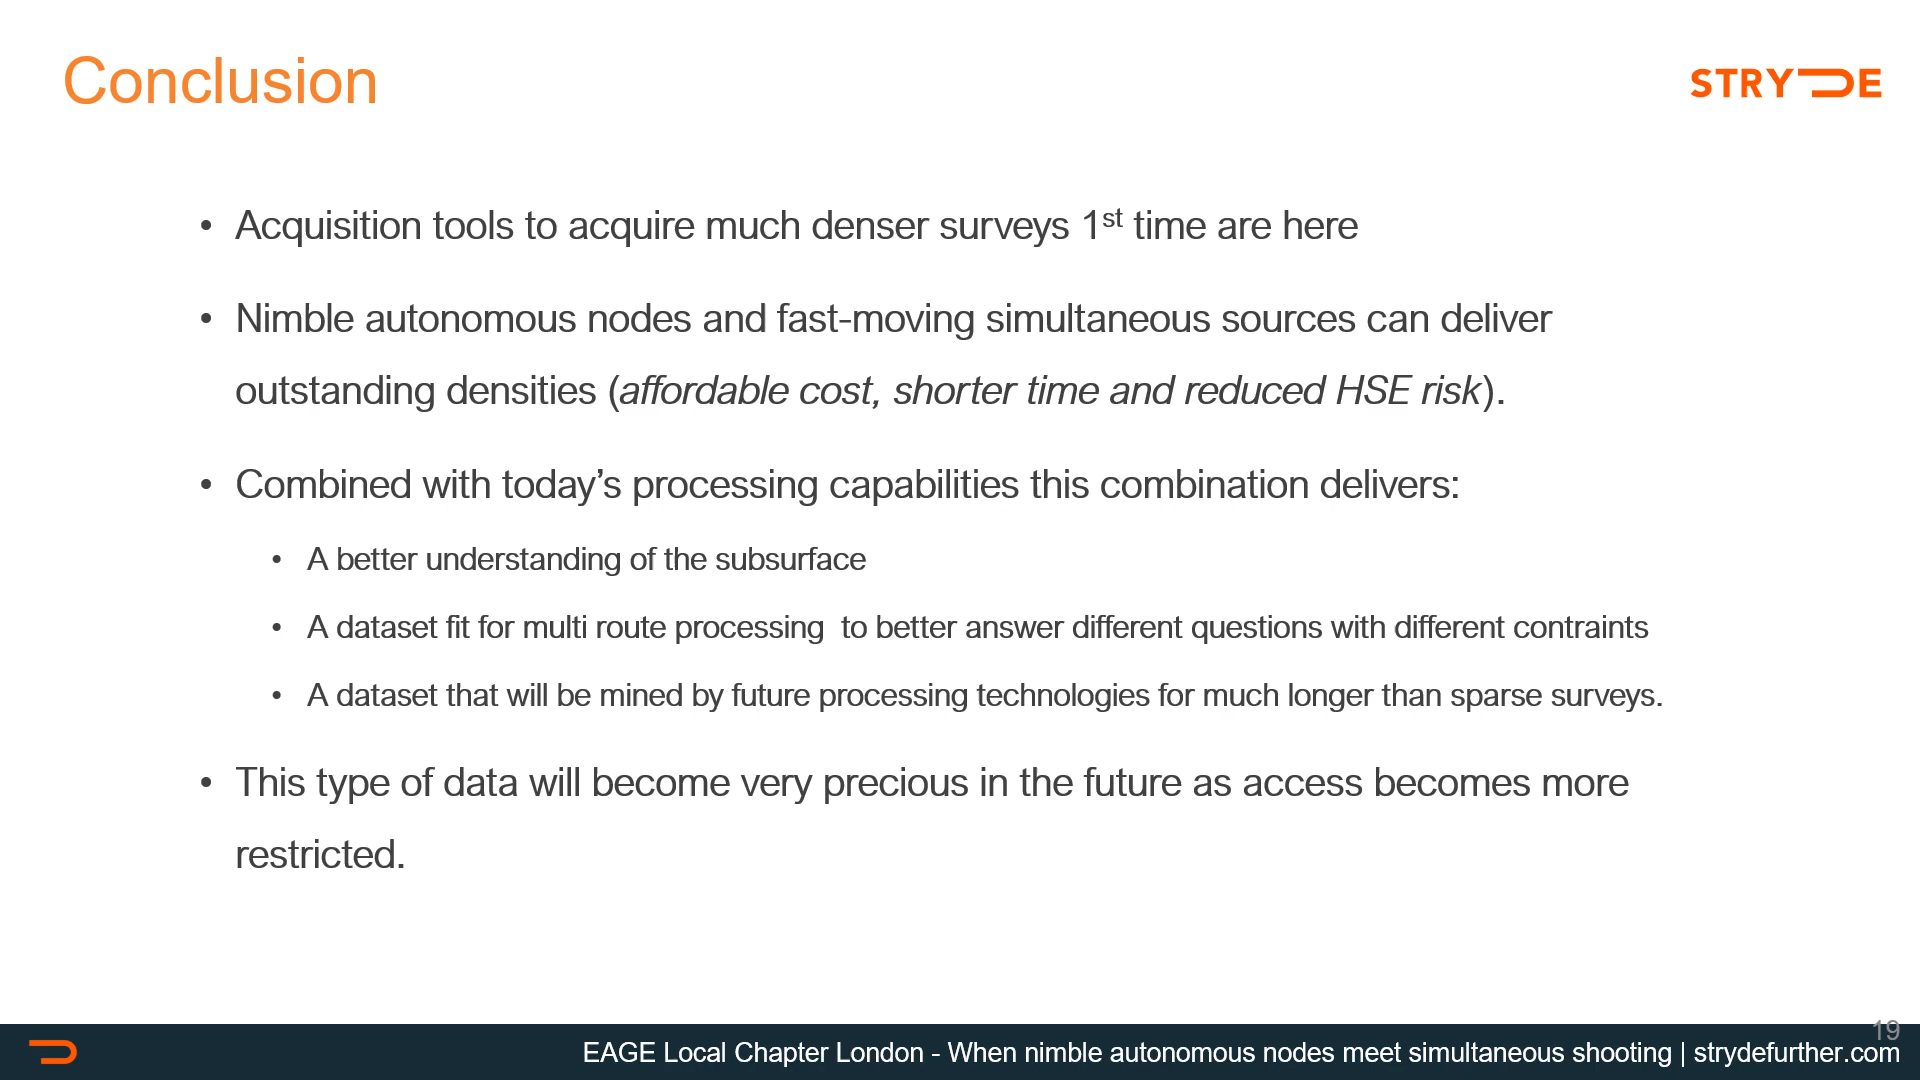 Conclusion
STRYDE
• Acquisition tools to acquire much denser surveys 1st time are here
• Nimble autonomous nodes and fast-moving simultaneous sources can deliver
outstanding densities (affordable cost, shorter time and reduced HSE risk).
• Combined with today’s processing capabilities this combination delivers:
• A better understanding of the subsurface
• A dataset fit for multi route processing  to better answer different questions with different contraints
• A dataset that will be mined by future processing technologies for much longer than sparse surveys.
• This type of data will become very precious in the future as access becomes more
restricted.
19
EAGE Local Chapter London - When nimble autonomous nodes meet simultaneous shooting | strydefurther.com